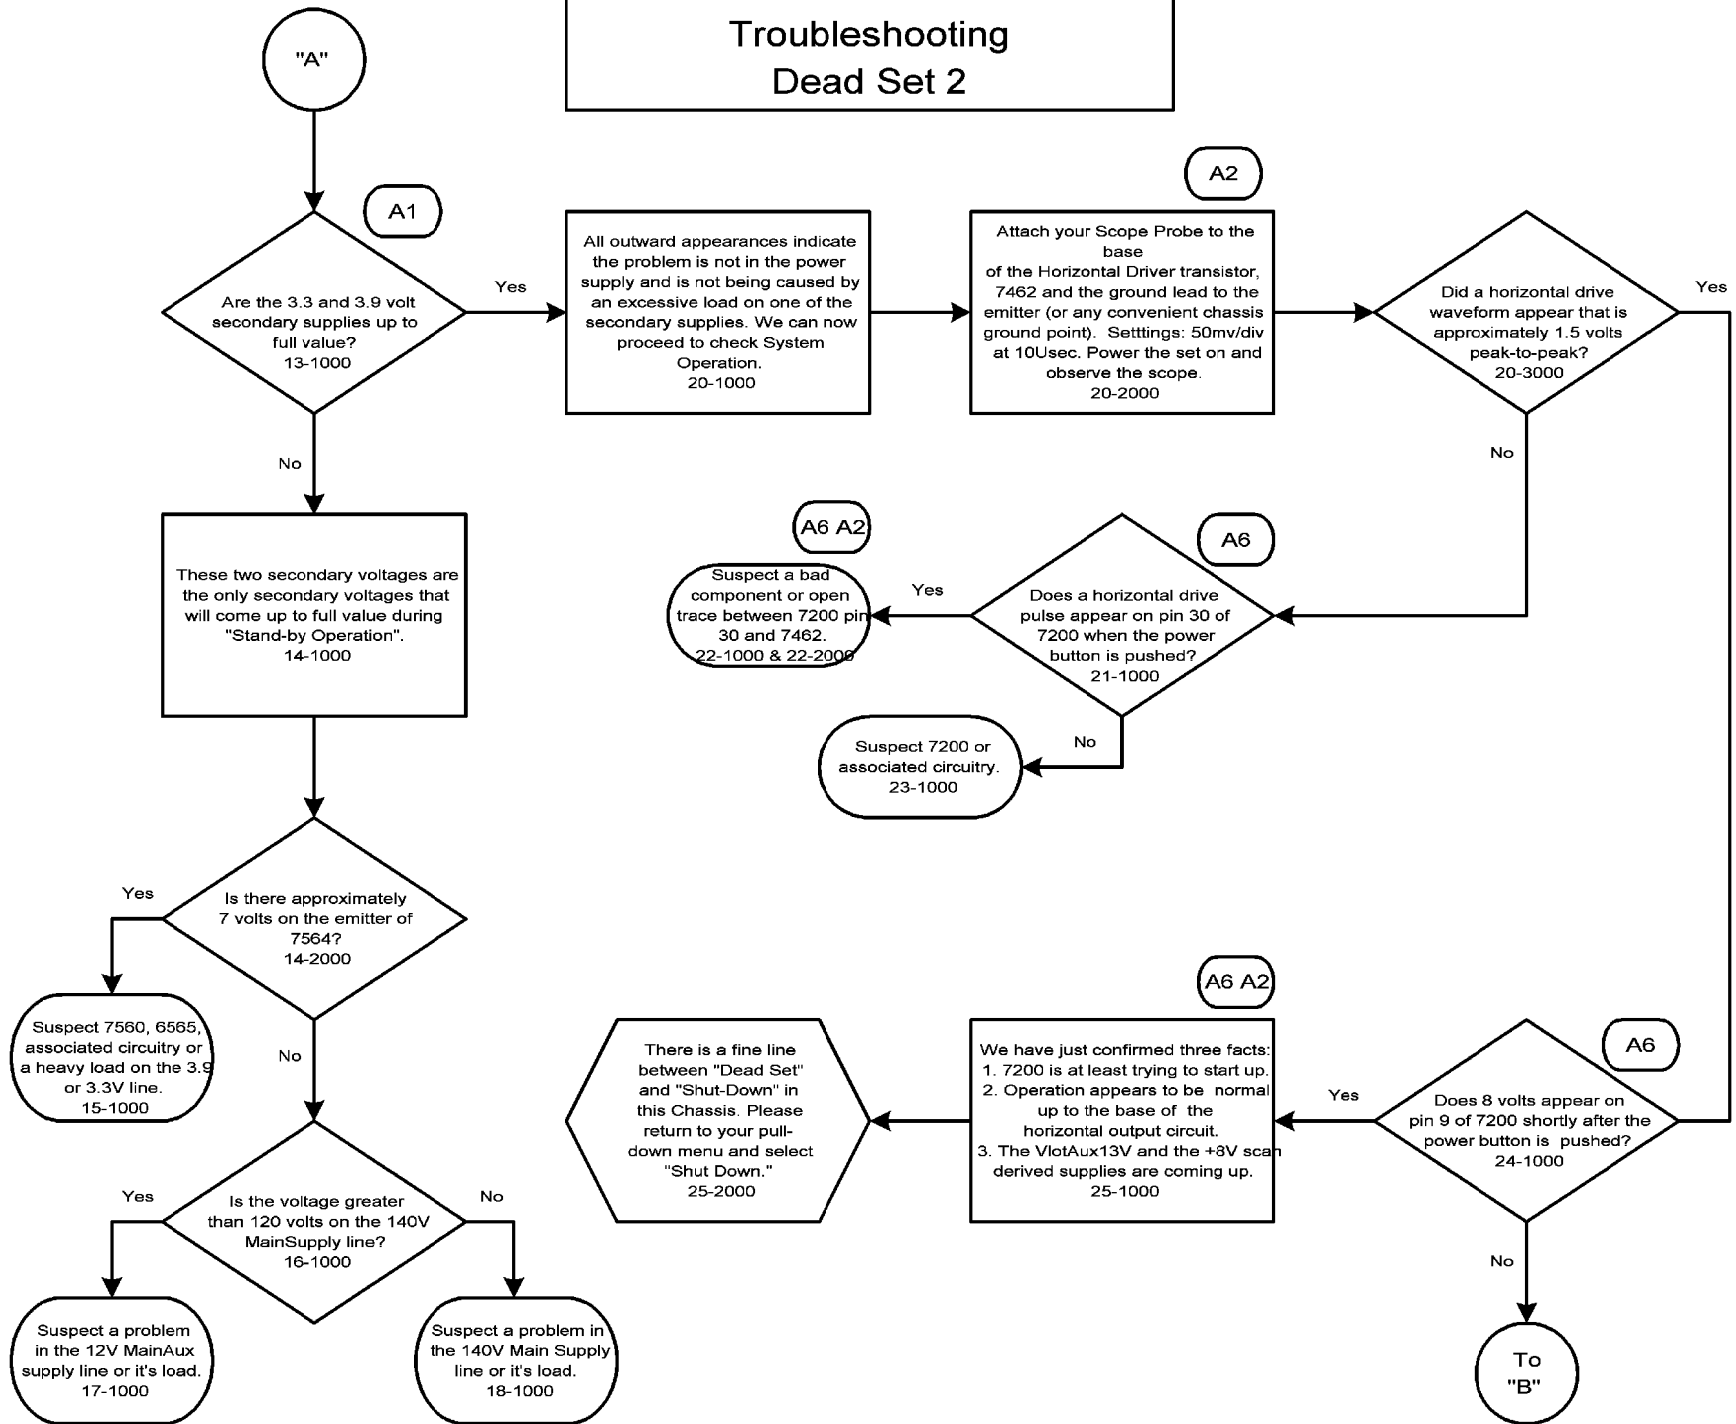 Troubleshooting
Dead Set 2
"A"
A1
Are the 3.3 and 3.9 volt
secondary supplies up to
full value?
13-1000
Yes
All outward appearances indicate
the problem is not in the power
supply and is not being caused by
an excessive load on one of the
secondary supplies. We can now
proceed to check System
Operation.
20-1000
A2
Attach your Scope Probe to the
base
of the Horizontal Driver transistor,
7462 and the ground lead to the
emitter (or any convenient chassis
ground point).  Setttings: 50mv/div
at 10Usec. Power the set on and
observe the scope.
20-2000
Did a horizontal drive
waveform appear that is
approximately 1.5 volts
peak-to-peak?
20-3000
Yes
No
No
These two secondary voltages are
the only secondary voltages that
will come up to full value during
"Stand-by Operation".
14-1000
A6 A2
Suspect a bad
component or open
trace between 7200 pin
30 and 7462.
22-1000 & 22-2000
Yes
A6
Does a horizontal drive
pulse appear on pin 30 of
7200 when the power
button is pushed?
21-1000
No
Suspect 7200 or
associated circuitry.
23-1000
Yes
Is there approximately
7 volts on the emitter of
7564?
14-2000
Suspect 7560, 6565,
associated circuitry or
a heavy load on the 3.9
or 3.3V line.
15-1000
No
There is a fine line
between "Dead Set"
and "Shut-Down" in
this Chassis. Please
return to your pull-
down menu and select
"Shut Down."
25-2000
A6 A2
We have just confirmed three facts:
1. 7200 is at least trying to start up.
2. Operation appears to be  normal
up to the base of  the
horizontal output circuit.
3. The VlotAux13V and the +8V scan
derived supplies are coming up.
25-1000
Yes
A6
Does 8 volts appear on
pin 9 of 7200 shortly after the
power button is  pushed?
24-1000
No
To
"B"
Yes
Is the voltage greater
than 120 volts on the 140V
MainSupply line?
16-1000
No
Suspect a problem
in the 12V MainAux
supply line or it's load.
17-1000
Suspect a problem in
the 140V Main Supply
line or it's load.
18-1000